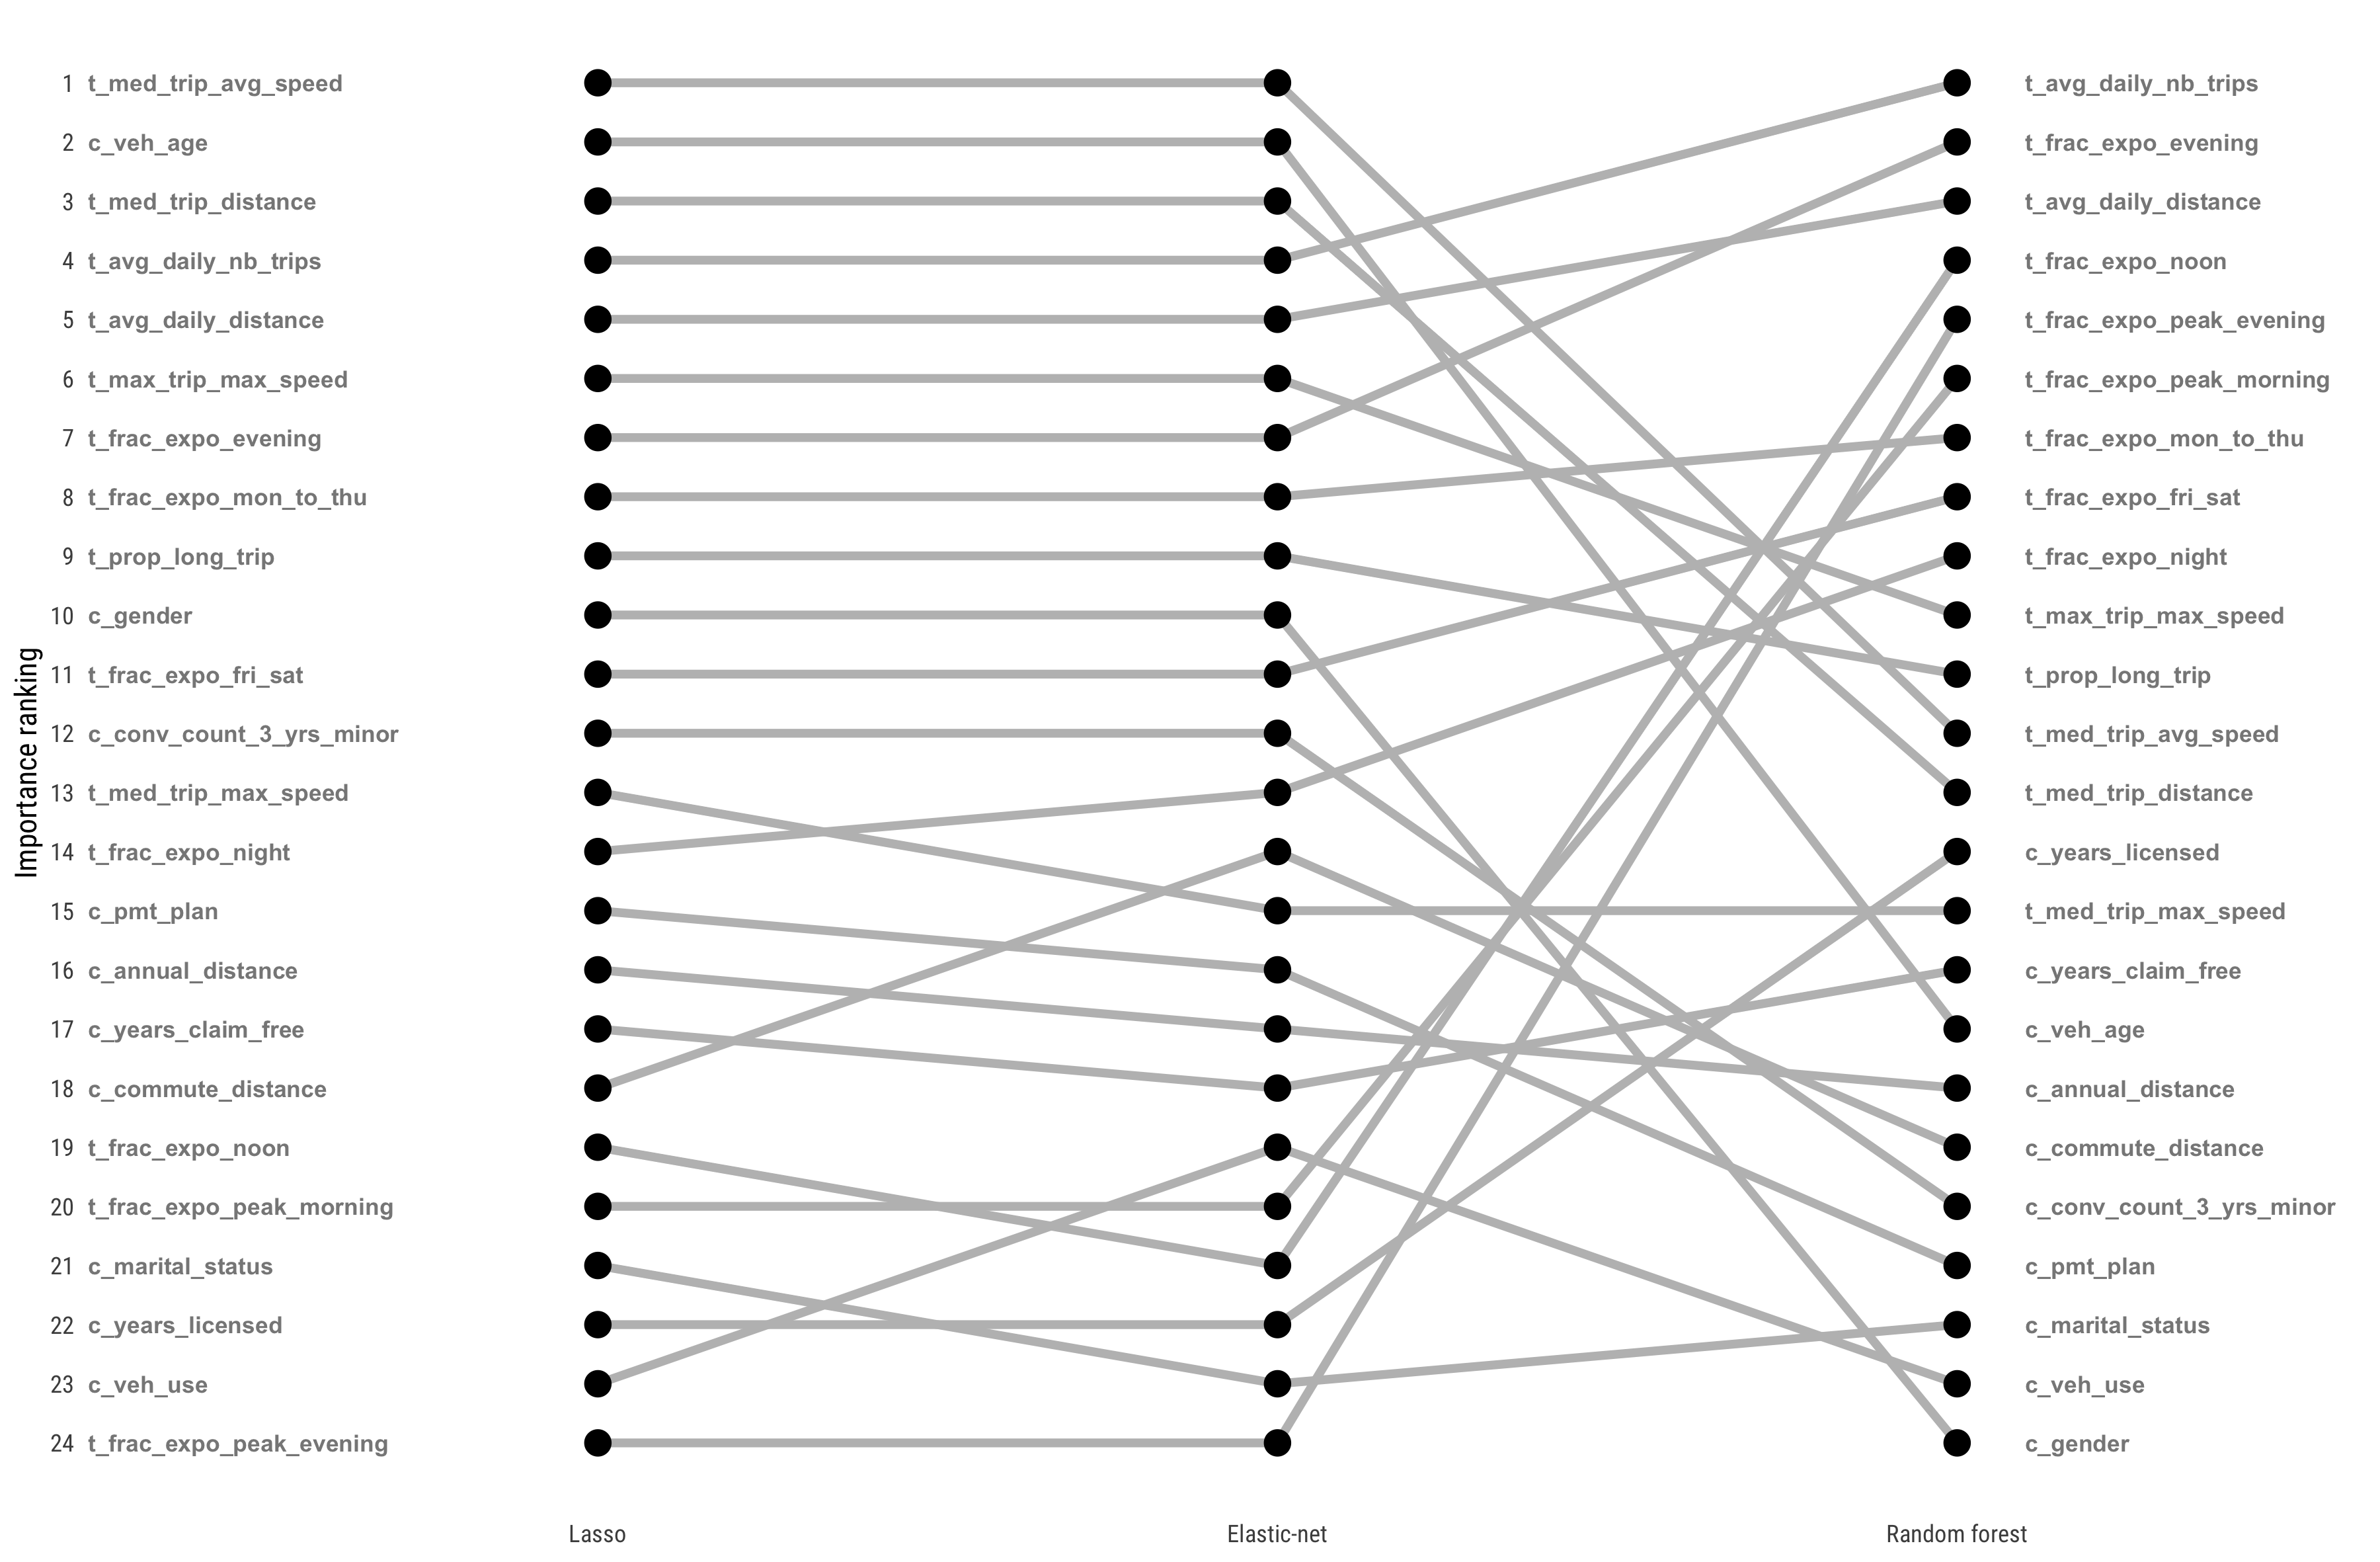 1 t_med_trip_avg_speed t_avg_daily_nb_trips
2 c_veh_age t_frac_expo_evening
3 t_med_trip_distance t_avg_daily_distance
4 t_avg_daily_nb_trips t_frac_expo_noon
5 t_avg_daily_distance t_frac_expo_peak_evening
6 t_max_trip_max_speed t_frac_expo_peak_morning
7 t_frac_expo_evening t_frac_expo_mon_to_thu
8 t_frac_expo_mon_to_thu t_frac_expo_fri_sat
9 t_prop_long_trip t_frac_expo_night
10 c_gender t_max_trip_max_speed
11 t_frac_expo_fri_sat t_prop_long_trip
12 c_conv_count_3_yrs_minor t_med_trip_avg_speed
13 t_med_trip_max_speed t_med_trip_distance
14 t_frac_expo_night c_years_licensed
15 c_pmt_plan t_med_trip_max_speed
16 c_annual_distance c_years_claim_free
17 c_years_claim_free c_veh_age
18 c_commute_distance c_annual_distance
19 t_frac_expo_noon c_commute_distance
20 t_frac_expo_peak_morning c_conv_count_3_yrs_minor
21 c_marital_status c_pmt_plan
22 c_years_licensed c_marital_status
23 c_veh_use c_veh_use
24 t_frac_expo_peak_evening c_gender
Importance ranking
Lasso Elastic-net Random forest